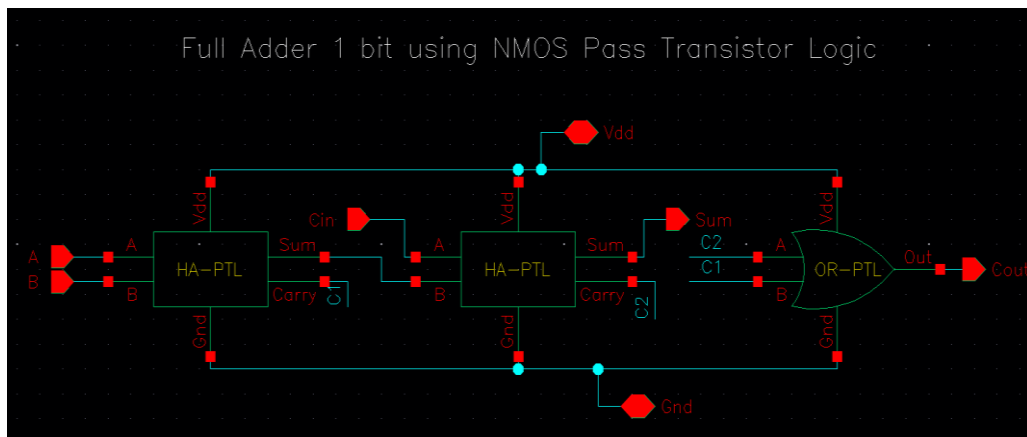 Full Adder 1 bit using NMOS Pass Transistor Logic
Vdd
Vdd
Vdd
Vdd
Cin
Sum
A
A
Sum
A
Sum
C2
A
HA-PTL
HA-PTL
C1
OR-PTL
Out
Cout
B
B
Carry
C1
B
Carry
C2
B
Gnd
Gnd
Gnd
Gnd